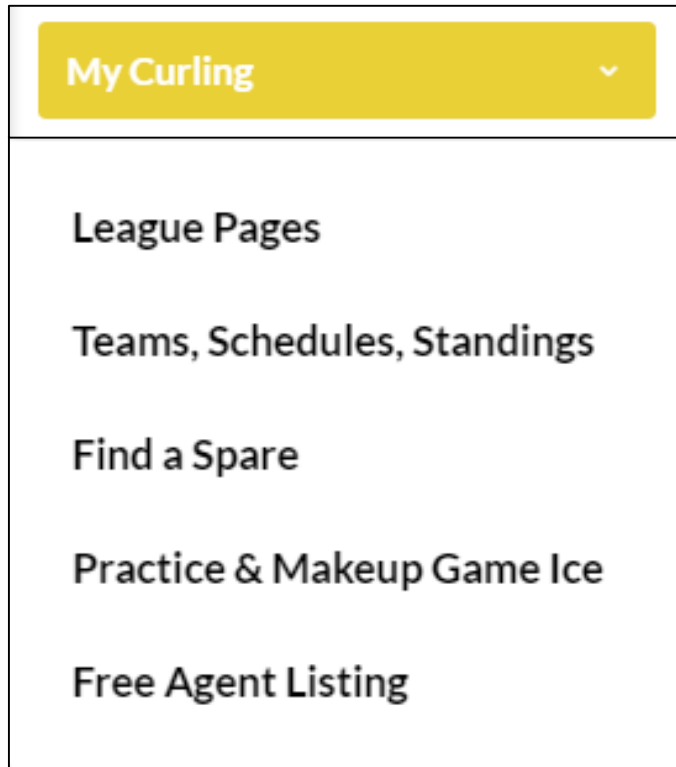 My Curling
League Pages
Teams, Schedules, Standings
Find a Spare
Practice & Makeup Game Ice
Free Agent Listing